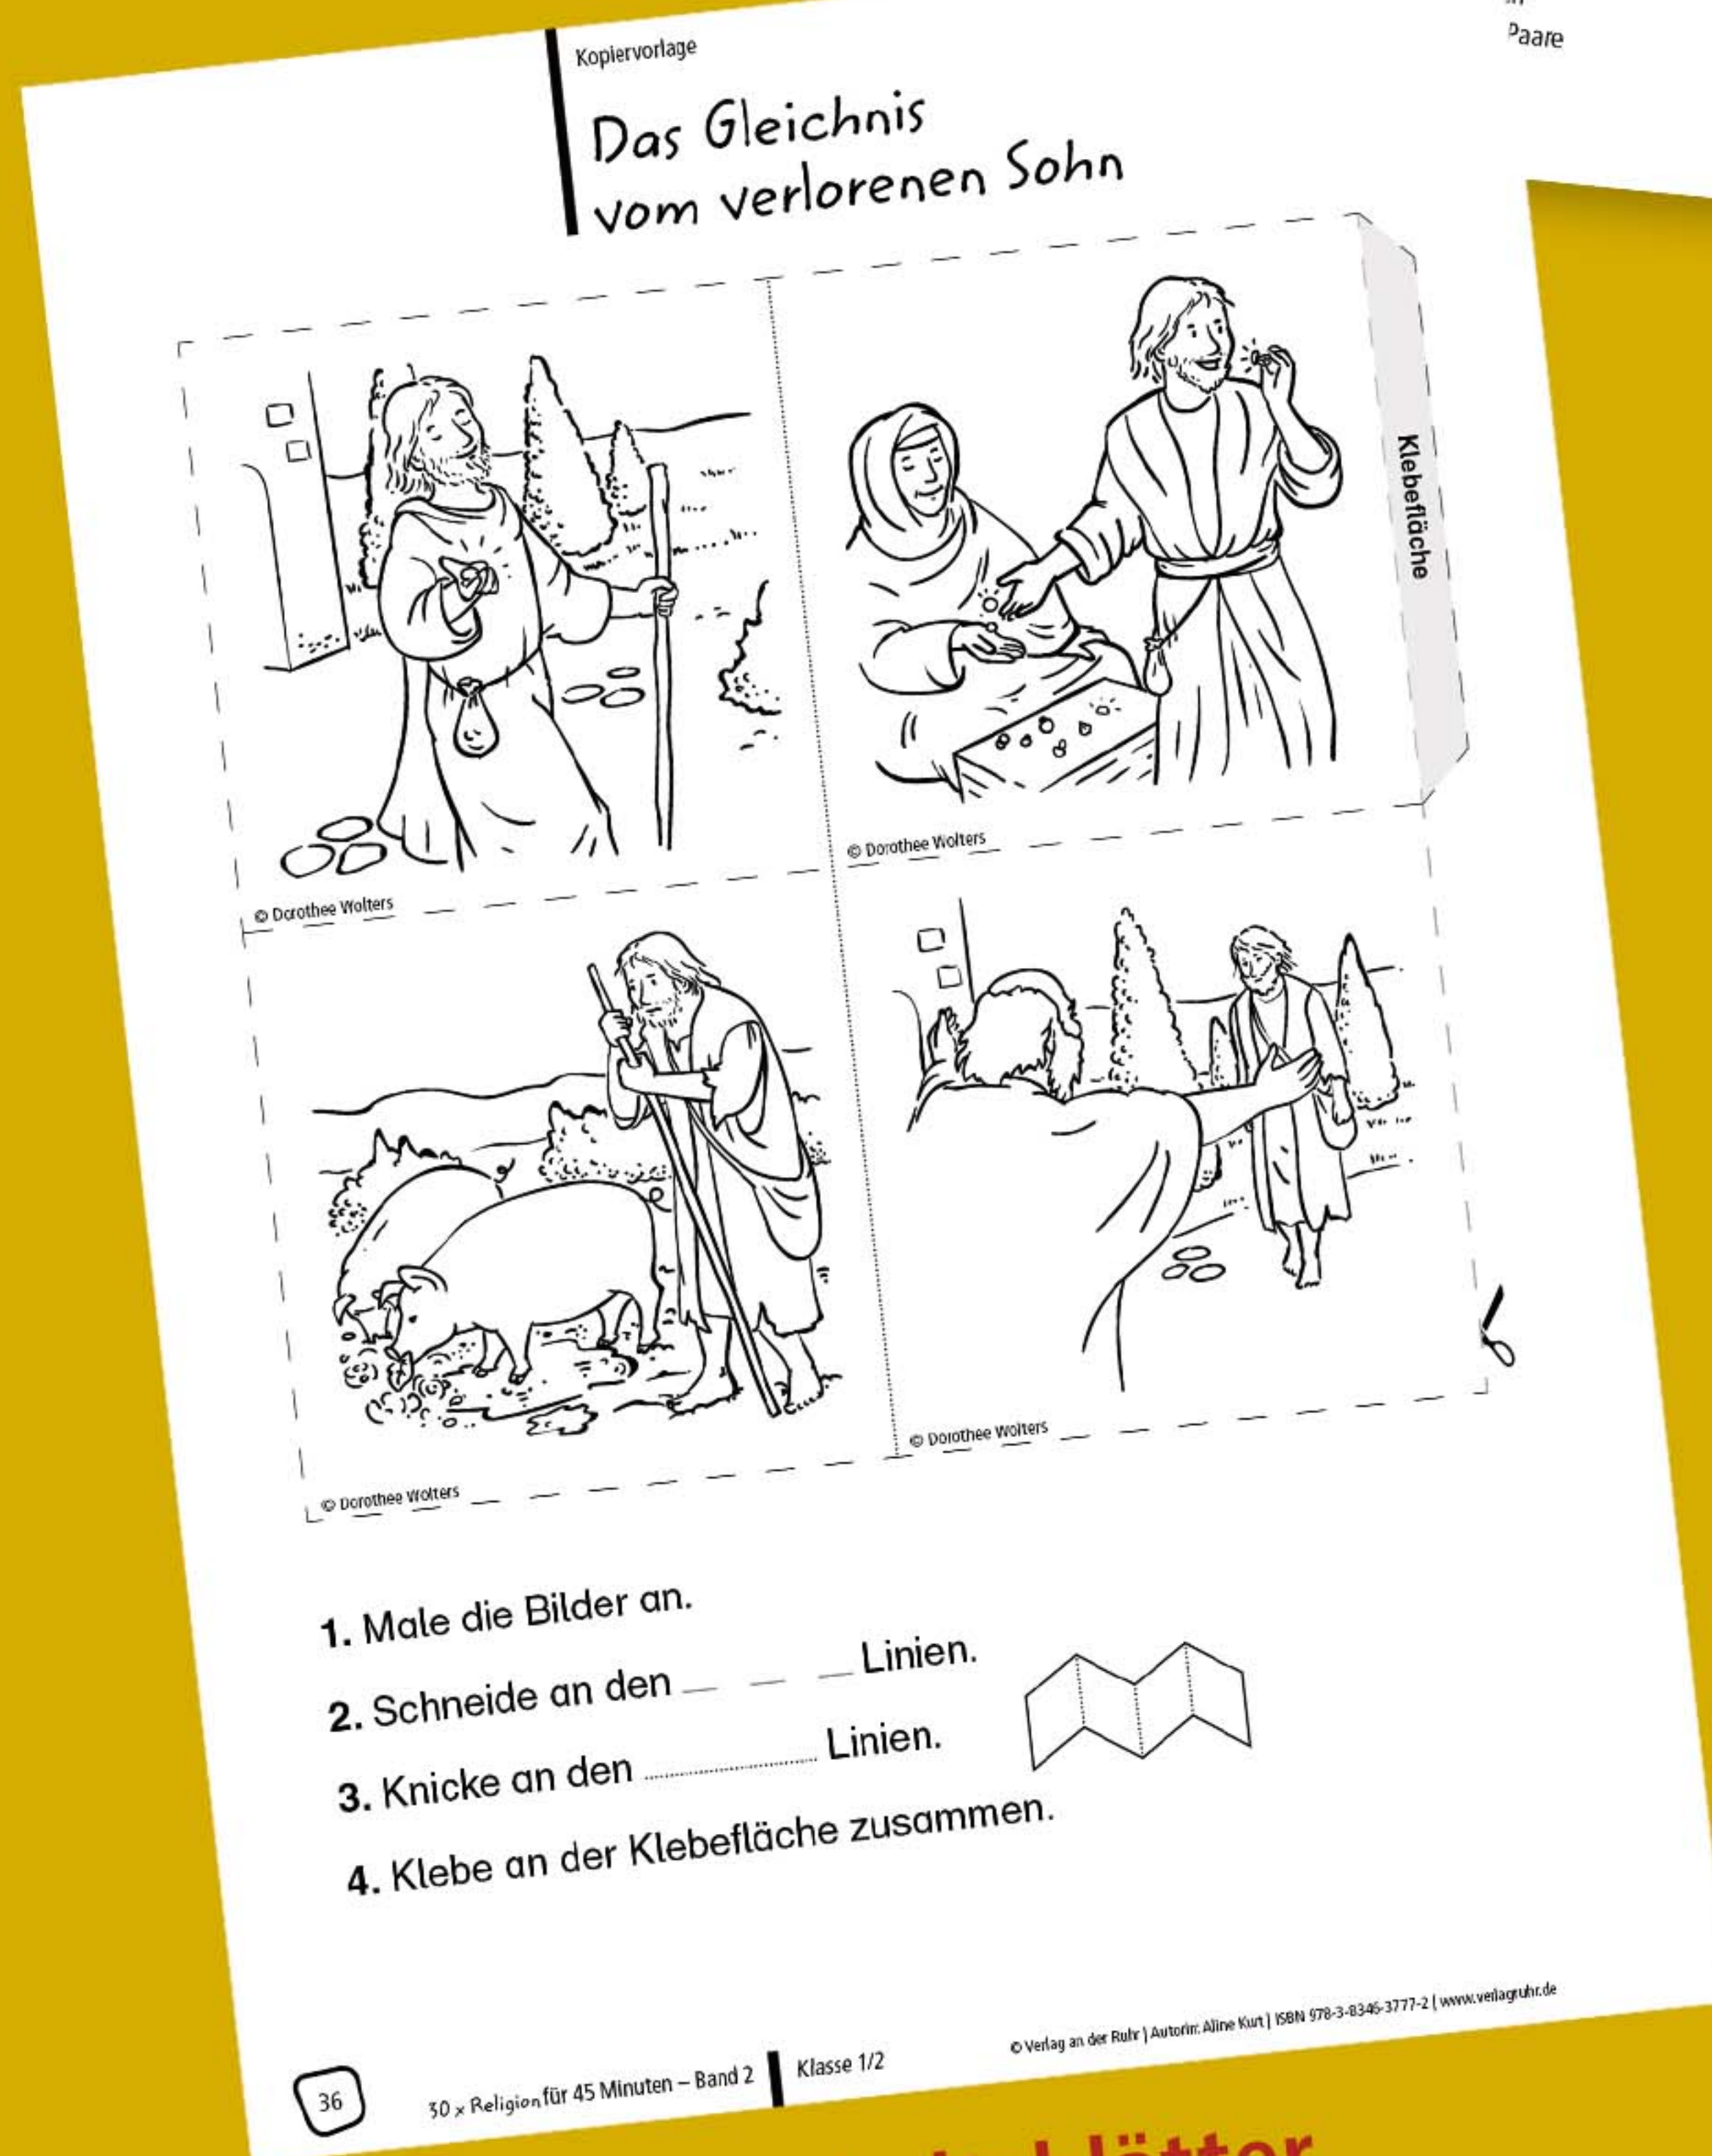 Paare
Kopiervorlage
Das Gleichnis
vom verlorenen Sohn
Klebefläche
© Dorothee Wolters
© Dorothee Wolters
© Dorothee Wolters
© Dorothee Wolters
1. Male die Bilder an.
2. Schneide an den _ _ _ Linien.
3. Knicke an den .................... Linien.
4. Klebe an der Klebefläche zusammen.
36
30 x Religion für 45 Minuten – Band 2
Klasse 1/2
© Verlag an der Ruhr | Autorin: Aline Kurt | ISBN 978-3-8346-3777-2 | www.verlagruhr.de